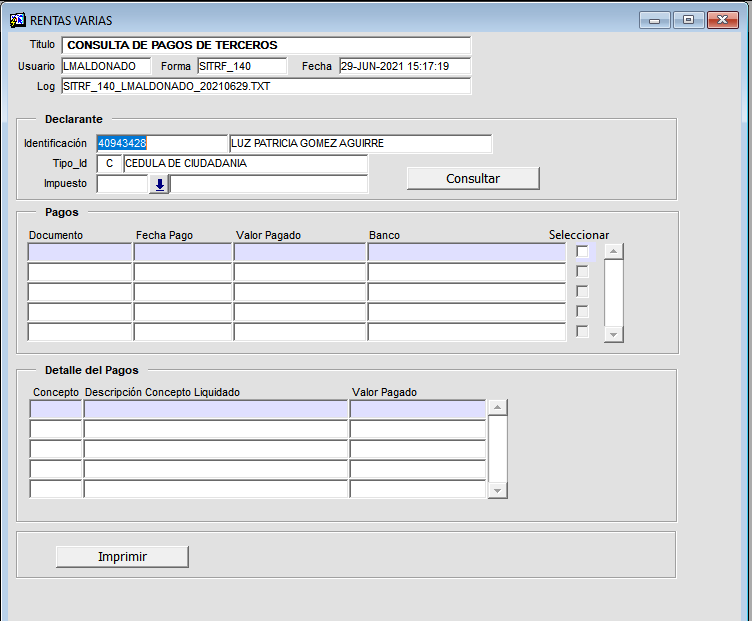 RENTAS VARIAS
Titulo CONSULTA DE PAGOS DE TERCEROS
Usuario LMALDONADO Forma SITRF_140 Fecha 29-JUN-2021 15:17:19
Log SITRF_140_LMALDONADO_20210629.TXT
Declarante
Identificación 40943428 LUZ PATRICIA GOMEZ AGUIRRE
Tipo_Id C CEDULA DE CIUDADANIA
Impuesto
Consultar
Pagos
Documento Fecha Pago Valor Pagado Banco Seleccionar
Detalle del Pagos
Concepto Descripción Concepto Liquidado Valor Pagado
Imprimir